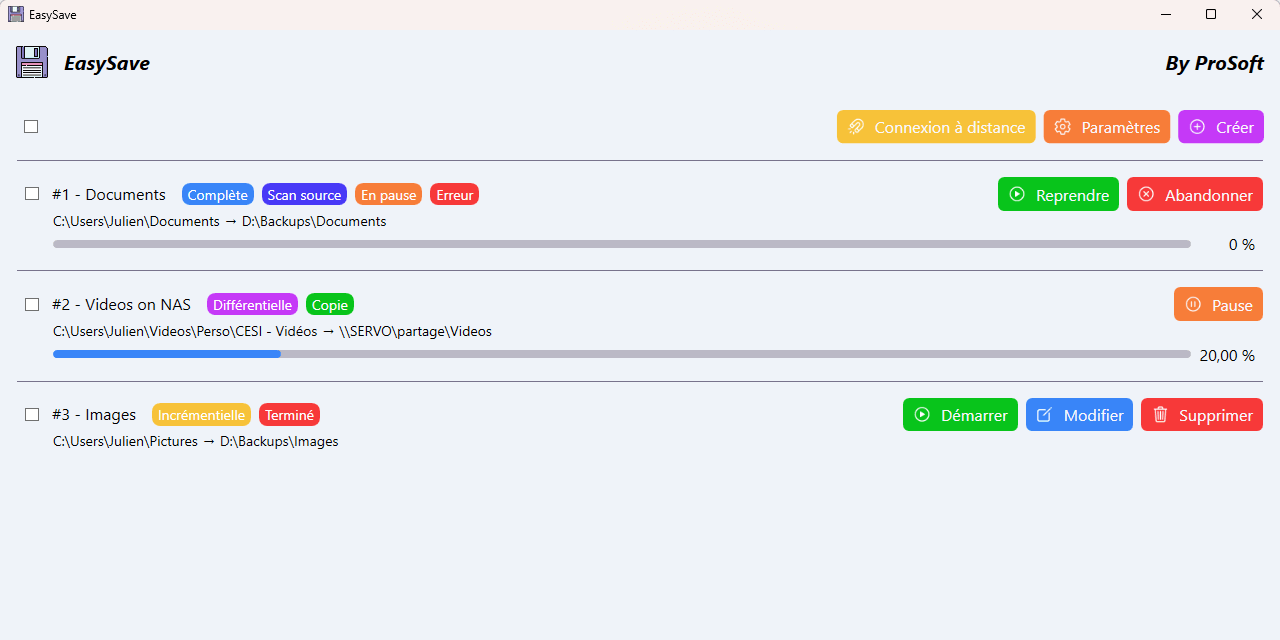 EasySave
EasySave By ProSoft
Connexion à distance Paramètres Créer
#1 - Documents Complète Scan source En pause Erreur Reprendre Abandonner
C:\Users\Julien\Documents → D:\Backups\Documents
0 %
#2 - Videos on NAS Différentielle Copie Pause
C:\Users\Julien\Videos\Perso\CESI - Vidéos → \\SERVO\partage\Videos
20,00 %
#3 - Images Incrémentielle Terminé Démarrer Modifier Supprimer
C:\Users\Julien\Pictures → D:\Backups\Images